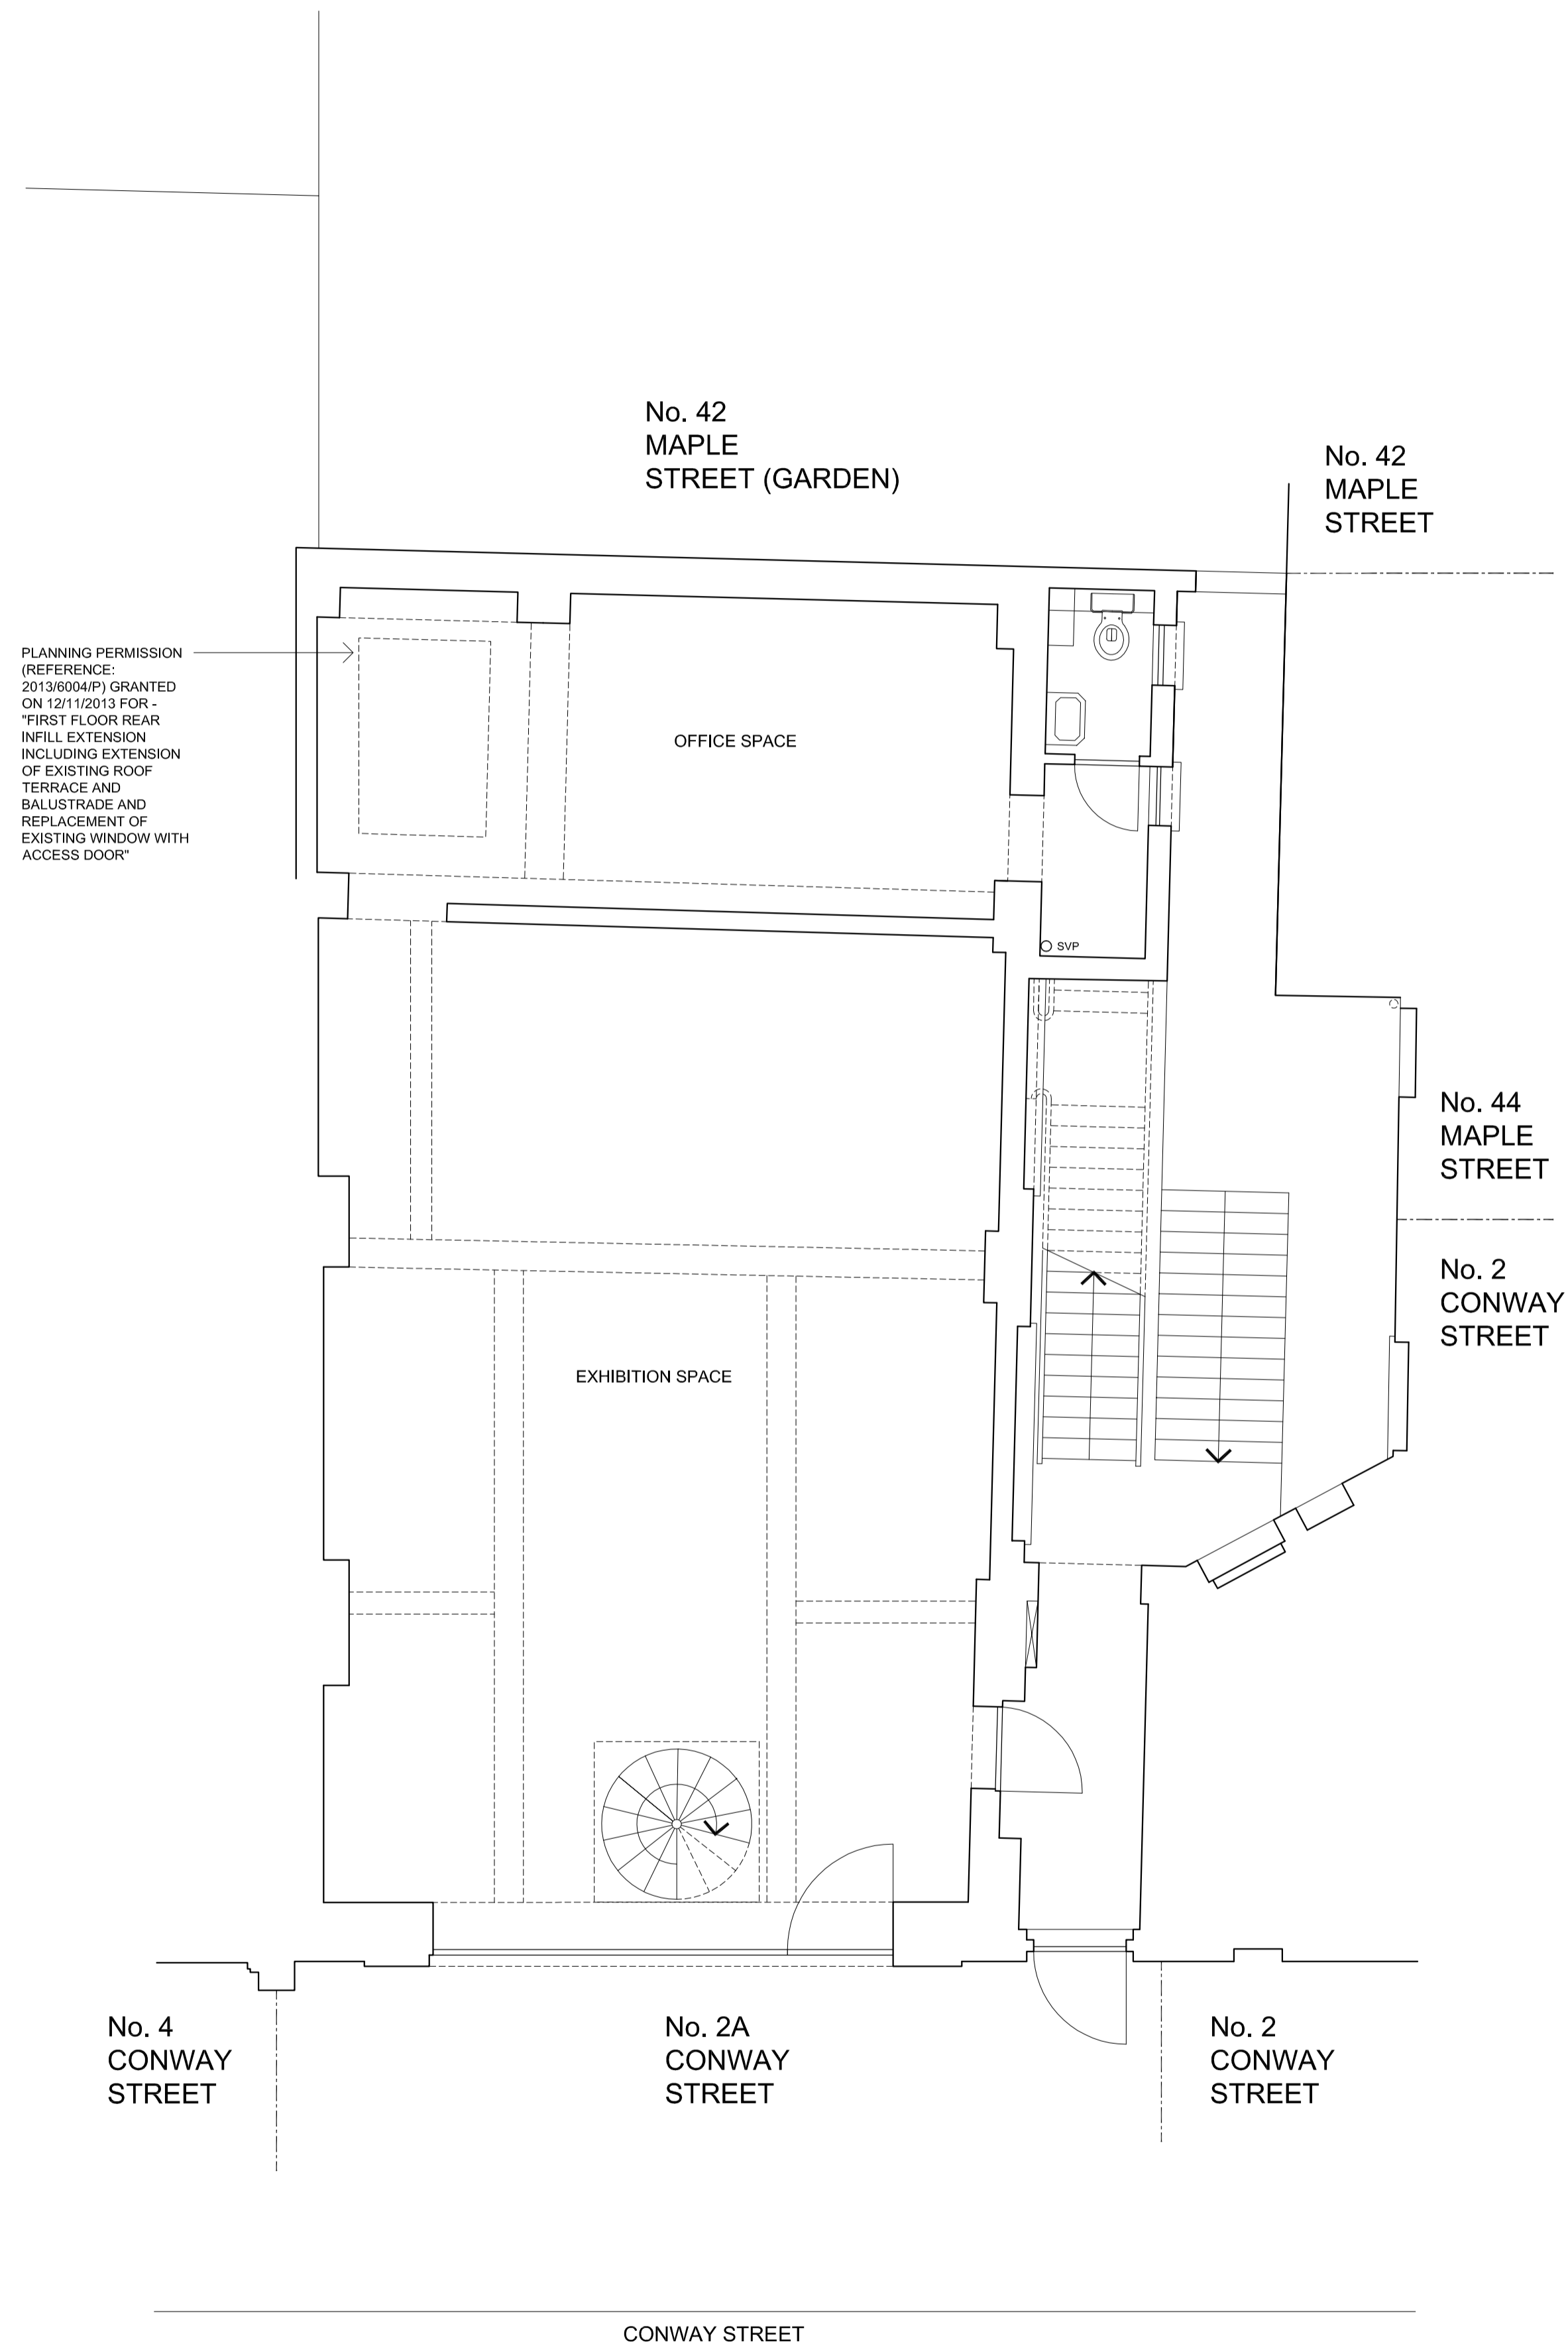 No. 42
MAPLE
STREET (GARDEN)
No. 42
MAPLE
STREET
PLANNING PERMISSION
(REFERENCE:
2013/6004/P) GRANTED
ON 12/11/2013 FOR -
"FIRST FLOOR REAR
INFILL EXTENSION
INCLUDING EXTENSION
OF EXISTING ROOF
TERRACE AND
BALUSTRADE AND
REPLACEMENT OF
EXISTING WINDOW WITH
ACCESS DOOR"
OFFICE SPACE
SVP
No. 44
MAPLE
STREET
No. 2
CONWAY
STREET
EXHIBITION SPACE
No. 4
CONWAY
STREET
No. 2A
CONWAY
STREET
No. 2
CONWAY
STREET
CONWAY STREET